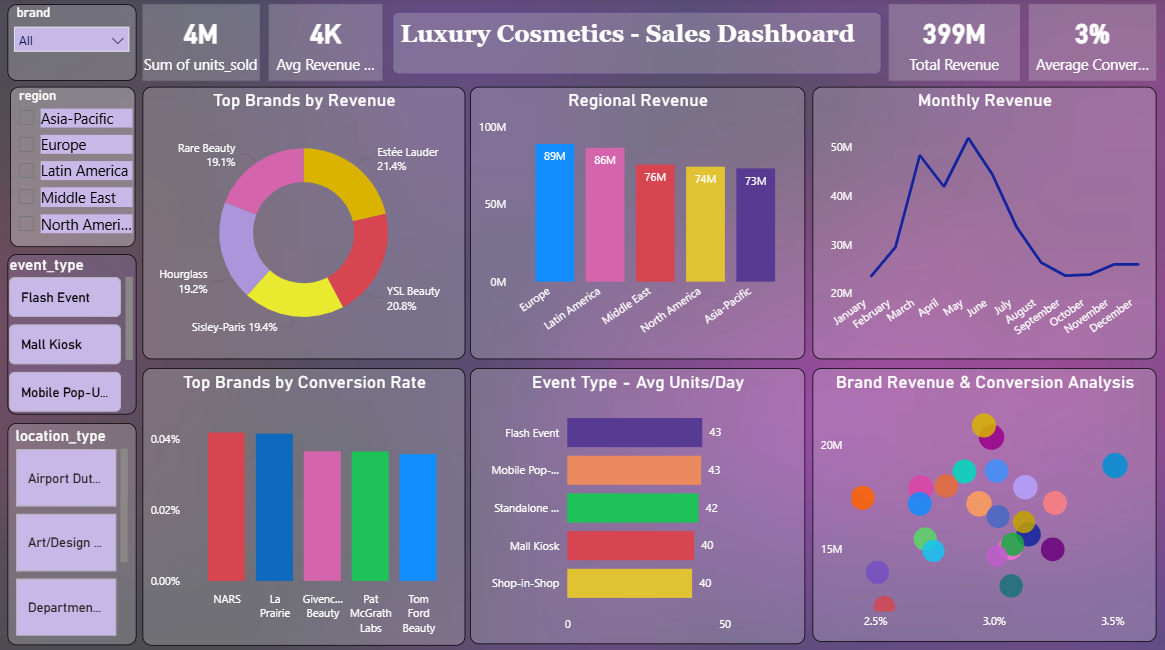 brand
All
4M
Sum of units_sold
4K
Avg Revenue ...
Luxury Cosmetics - Sales Dashboard
399M
Total Revenue
3%
Average Conver...
region
Asia-Pacific
Europe
Latin America
Middle East
North Ameri...
event_type
Flash Event
Mall Kiosk
Mobile Pop-U...
location_type
Airport Dut...
Art/Design ...
Departmen...
Top Brands by Revenue
Rare Beauty
19.1%
Estée Lauder
21.4%
Hourglass
19.2%
YSL Beauty
20.8%
Sisley-Paris 19.4%
Regional Revenue
100M
50M
0M
89M
86M
76M
74M
73M
Europe
Latin America
Middle East
North America
Asia-Pacific
Monthly Revenue
50M
40M
30M
20M
January
February
March
April
May
June
July
August
September
October
November
December
Top Brands by Conversion Rate
0.04%
0.02%
0.00%
NARS
La
Prairie
Givenc...
Beauty
Pat
McGrath
Labs
Tom
Ford
Beauty
Event Type - Avg Units/Day
Flash Event
43
Mobile Pop-...
43
Standalone ...
42
Mall Kiosk
40
Shop-in-Shop
40
0
50
Brand Revenue & Conversion Analysis
20M
15M
2.5%
3.0%
3.5%